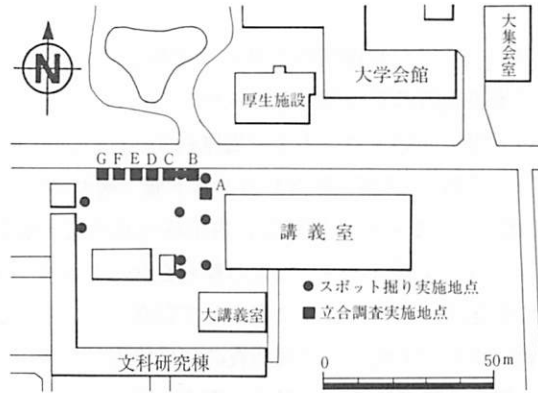 N
大学会館
大集会室
厚生施設
G F E D C B
A
講義室
スポット掘り実施地点
立合調査実施地点
大講義室
文科研究棟
0 50m